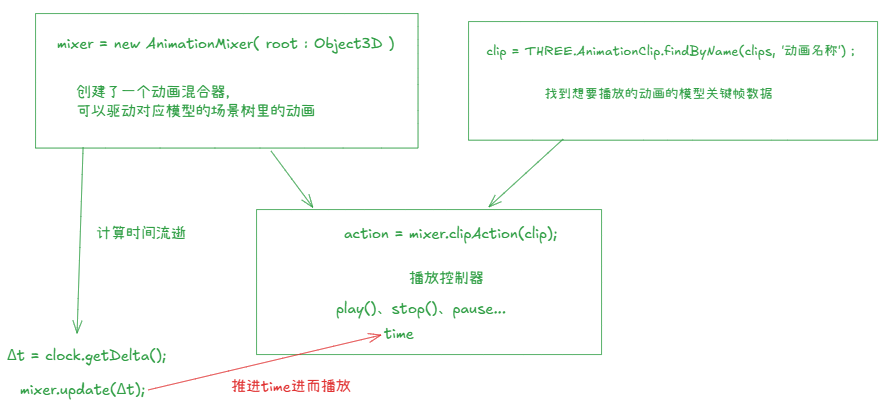 mixer = new AnimationMixer( root : Object3D )
创建了一个动画混合器,
可以驱动对应模型的场景树里的动画
clip = THREE.AnimationClip.findByName(clips, '动画名称') ;
找到想要播放的动画的模型关键帧数据
计算时间流逝
action = mixer.clipAction(clip);
播放控制器
play()、stop()、pause...
time
Δt = clock.getDelta();
mixer.update(Δt);
推进time进而播放